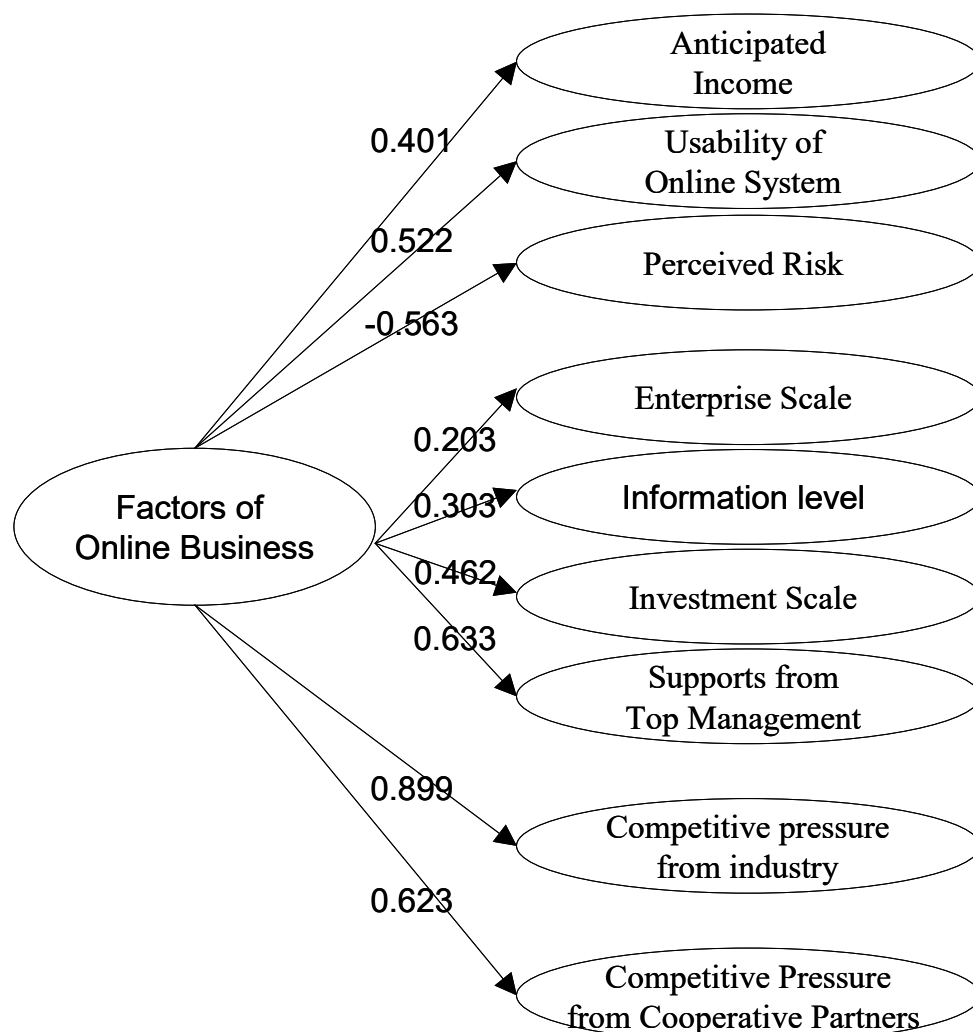 Anticipated
Income
0.401
Usability of
Online System
0.522
Perceived Risk
-0.563
Enterprise Scale
0.203
Information level
0.303
Factors of
Online Business
Investment Scale
0.462
0.633
Supports from
Top Management
0.899
Competitive pressure
from industry
0.623
Competitive Pressure
from Cooperative Partners